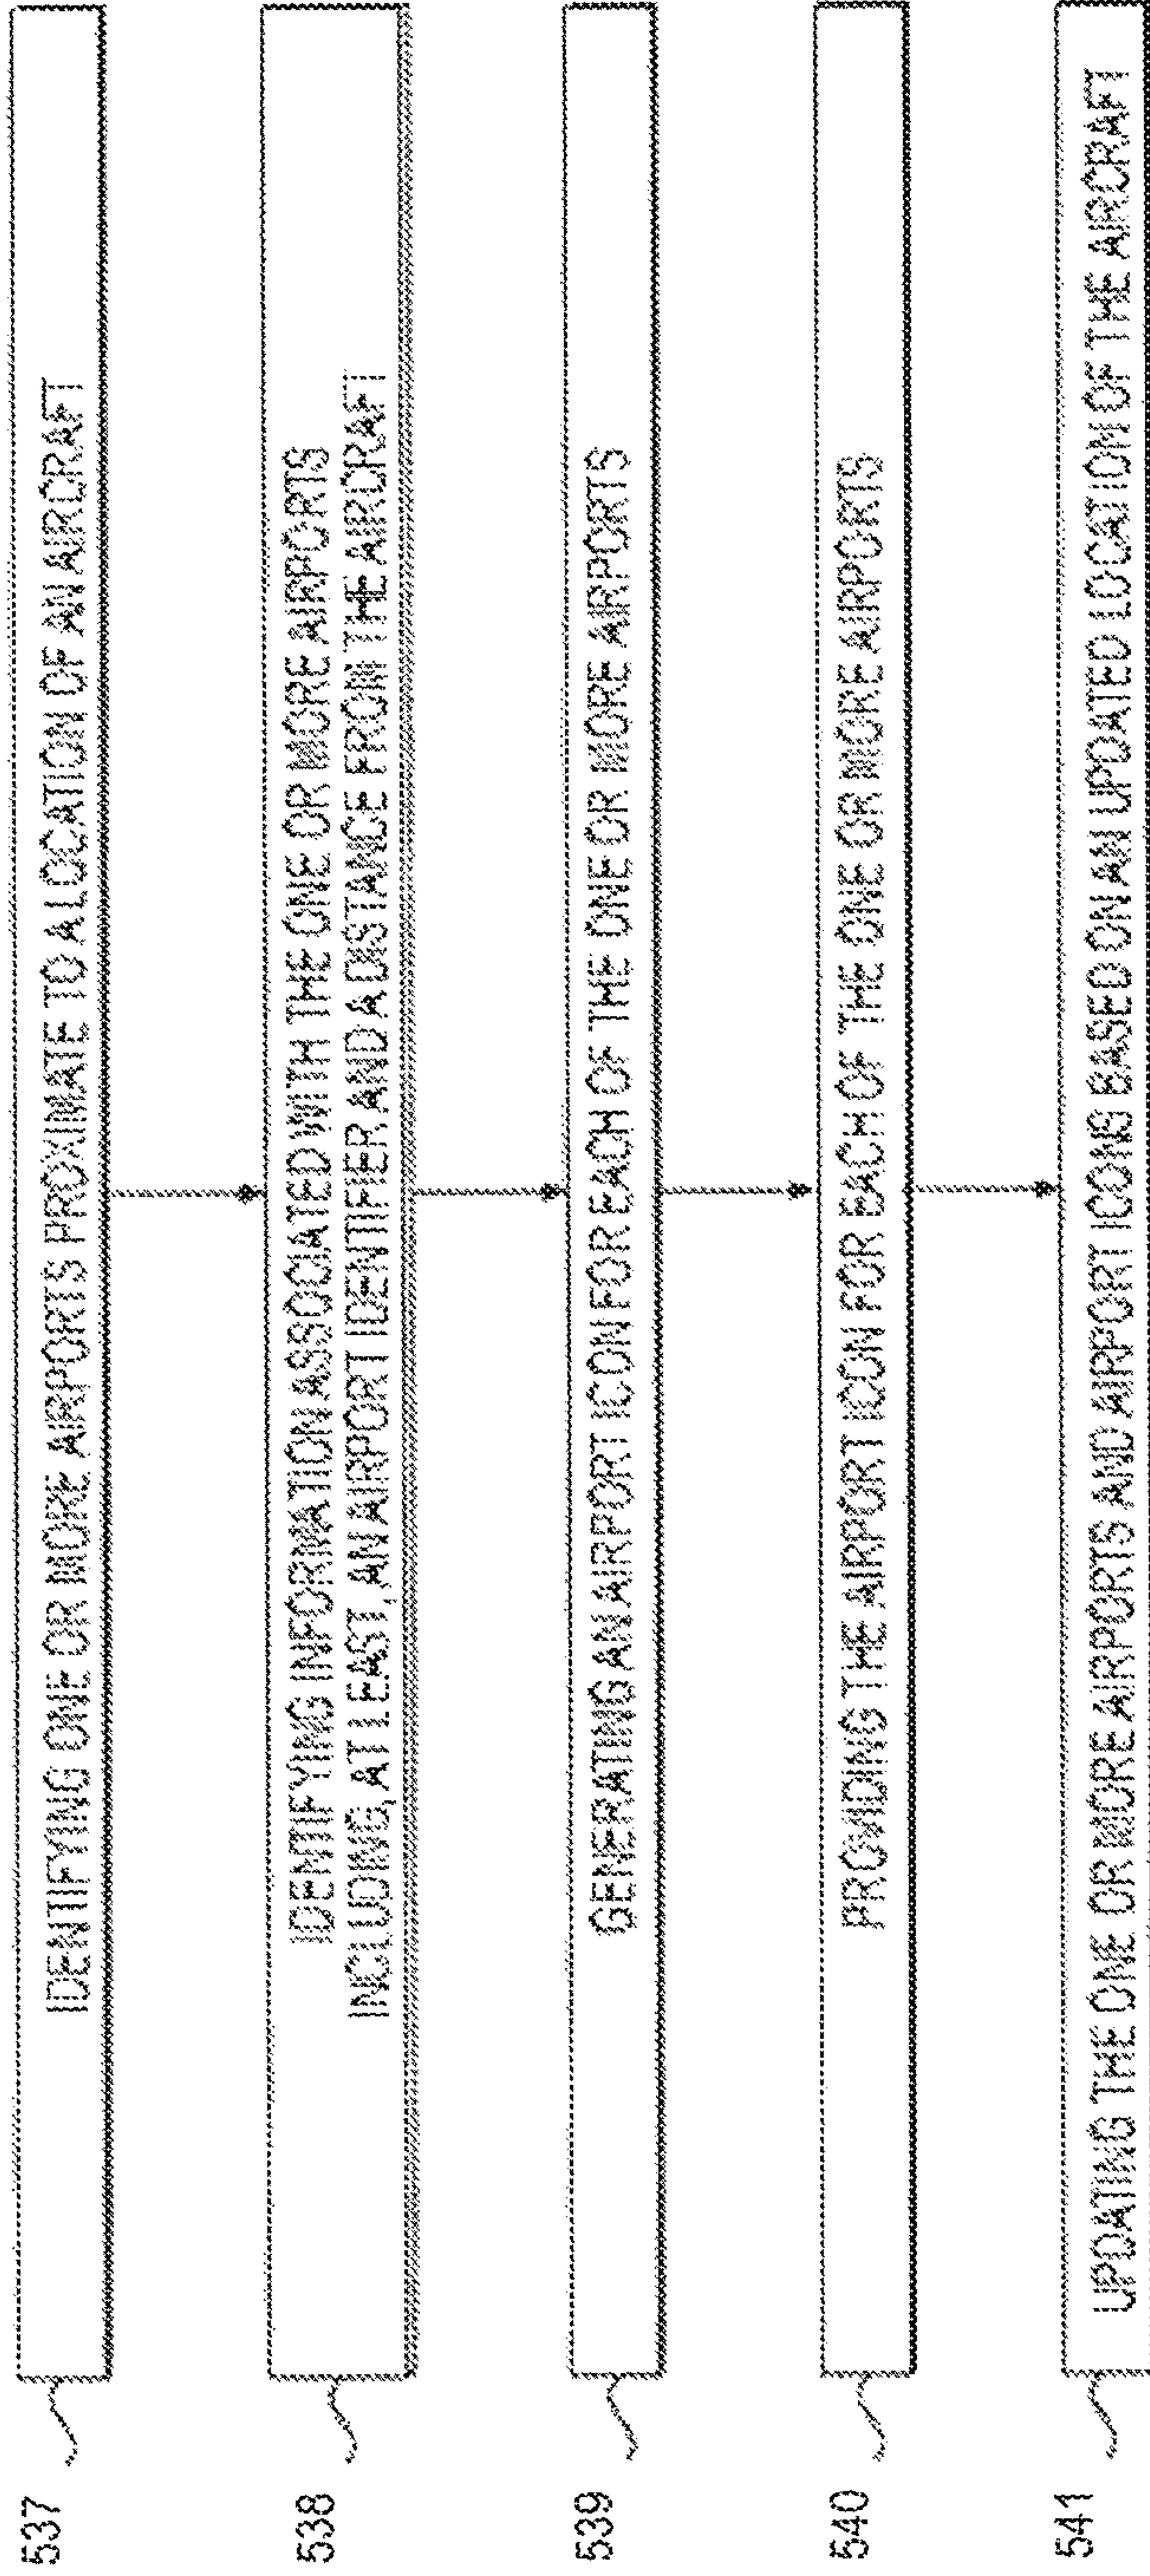 537
IDENTIFYING ONE OR MORE AIRPORTS PROXIMATE TO A LOCATION OF AN AIRCRAFT
538
IDENTIFYING INFORMATION ASSOCIATED WITH THE ONE OR MORE AIRPORTS
INCLUDING, AT LEAST, AN AIRPORT IDENTIFIER AND A DISTANCE FROM THE AIRCRAFT
539
GENERATING AN AIRPORT ICON FOR EACH OF THE ONE OR MORE AIRPORTS
540
PROVIDING THE AIRPORT ICON FOR EACH OF THE ONE OR MORE AIRPORTS
541
UPDATING THE ONE OR MORE AIRPORTS AND AIRPORT ICONS BASED ON AN UPDATED LOCATION OF THE AIRCRAFT